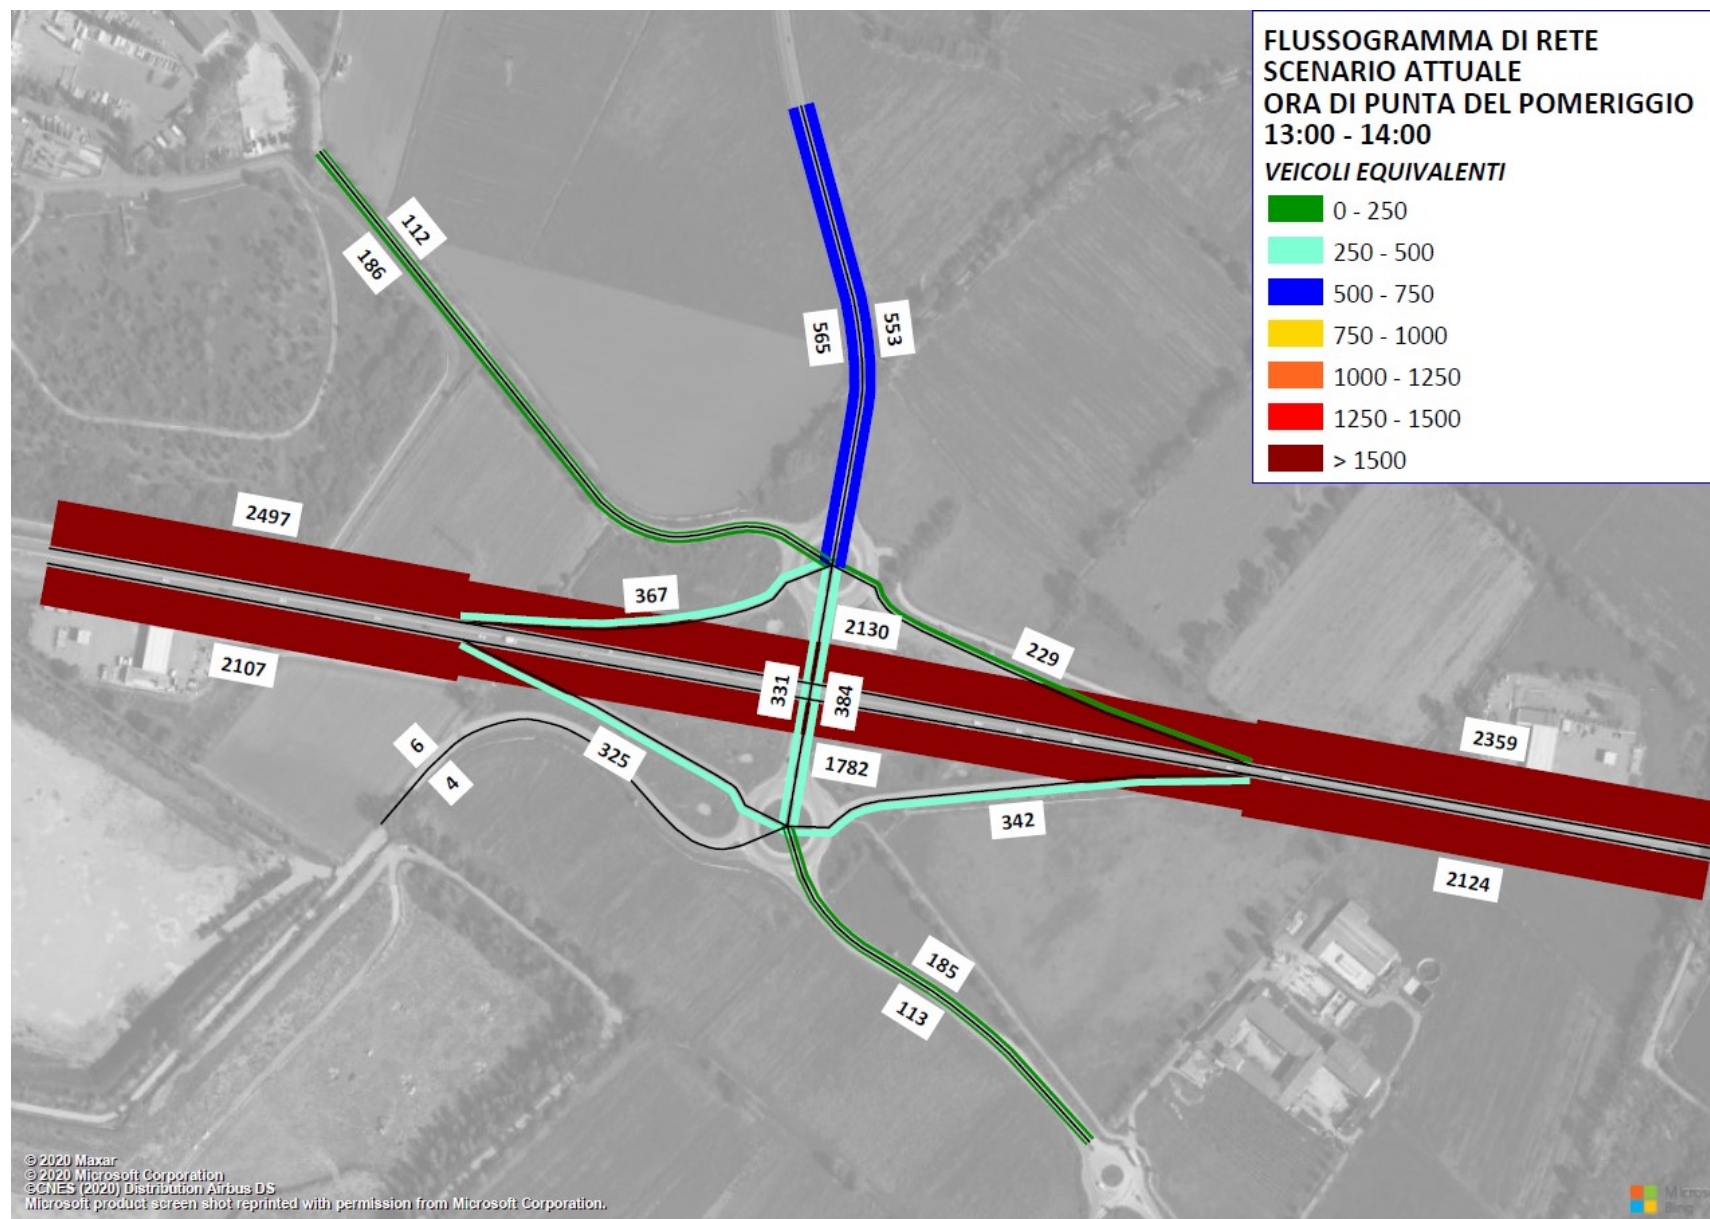 FLUSSOGRAMMA DI RETE
SCENARIO ATTUALE
ORA DI PUNTA DEL POMERIGGIO
13:00 - 14:00
VEICOLI EQUIVALENTI
0 - 250
250 - 500
500 - 750
750 - 1000
1000 - 1250
1250 - 1500
> 1500
112
186
565
553
2497
367
2130
229
2107
331
384
2359
6
4
325
1782
342
2124
185
113
© 2020 Maxar
© 2020 Microsoft Corporation
©CNES (2020) Distribution Airbus DS
Microsoft product screen shot reprinted with permission from Microsoft Corporation.
Bing